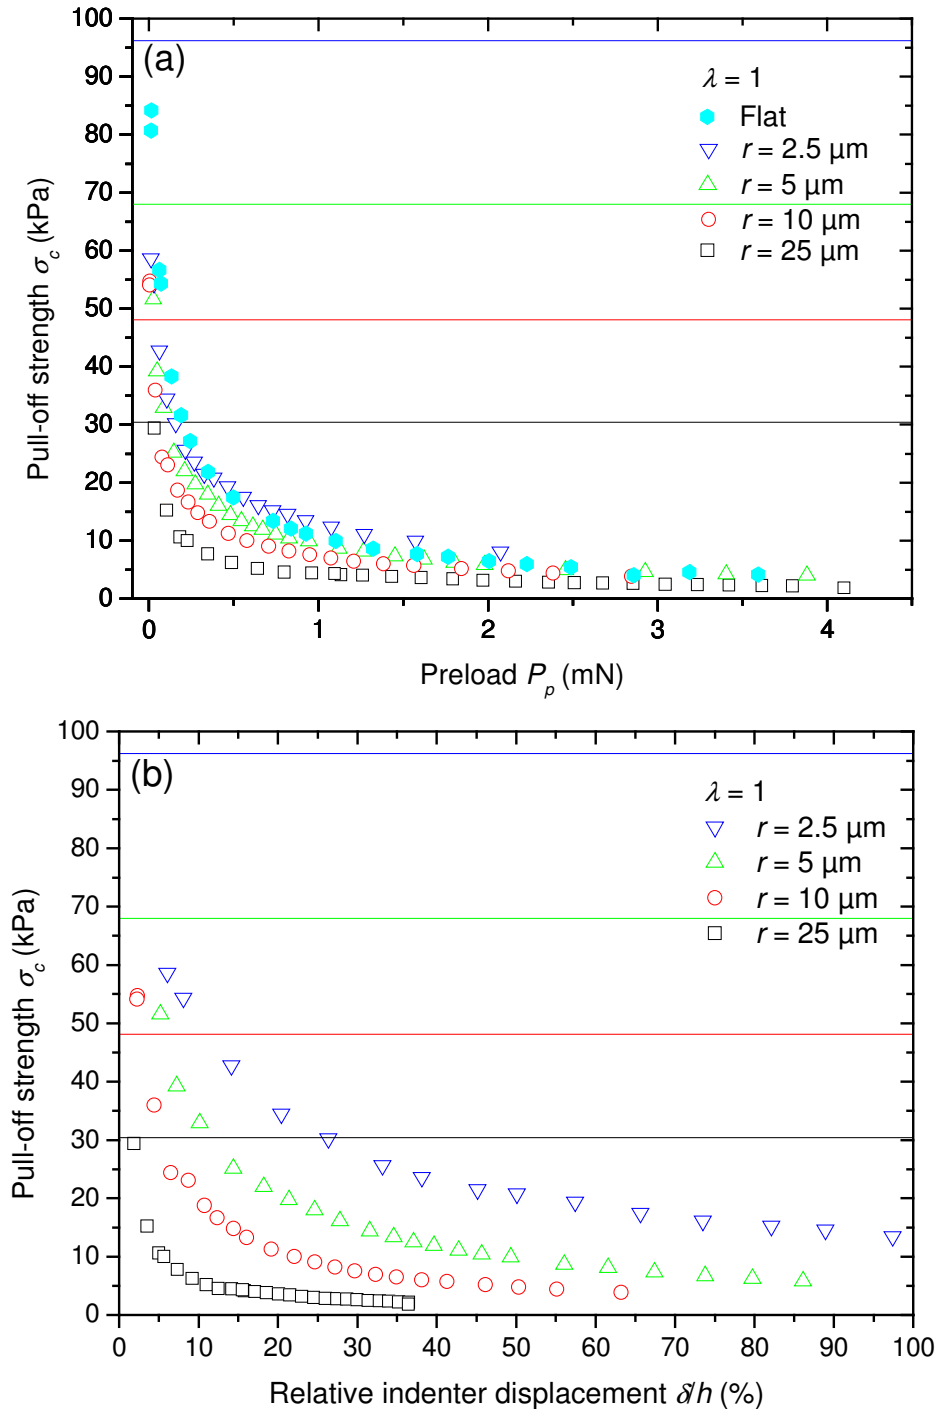 100
90
80
70
60
50
40
30
20
10
0
Pull-off strength σc (kPa)
(a)
λ = 1
Flat
r = 2.5 µm
r = 5 µm
r = 10 µm
r = 25 µm
0 1 2 3 4
Preload Pp (mN)
100
90
80
70
60
50
40
30
20
10
0
Pull-off strength σc (kPa)
(b)
λ = 1
r = 2.5 µm
r = 5 µm
r = 10 µm
r = 25 µm
0 10 20 30 40 50 60 70 80 90 100
Relative indenter displacement δ/h (%)